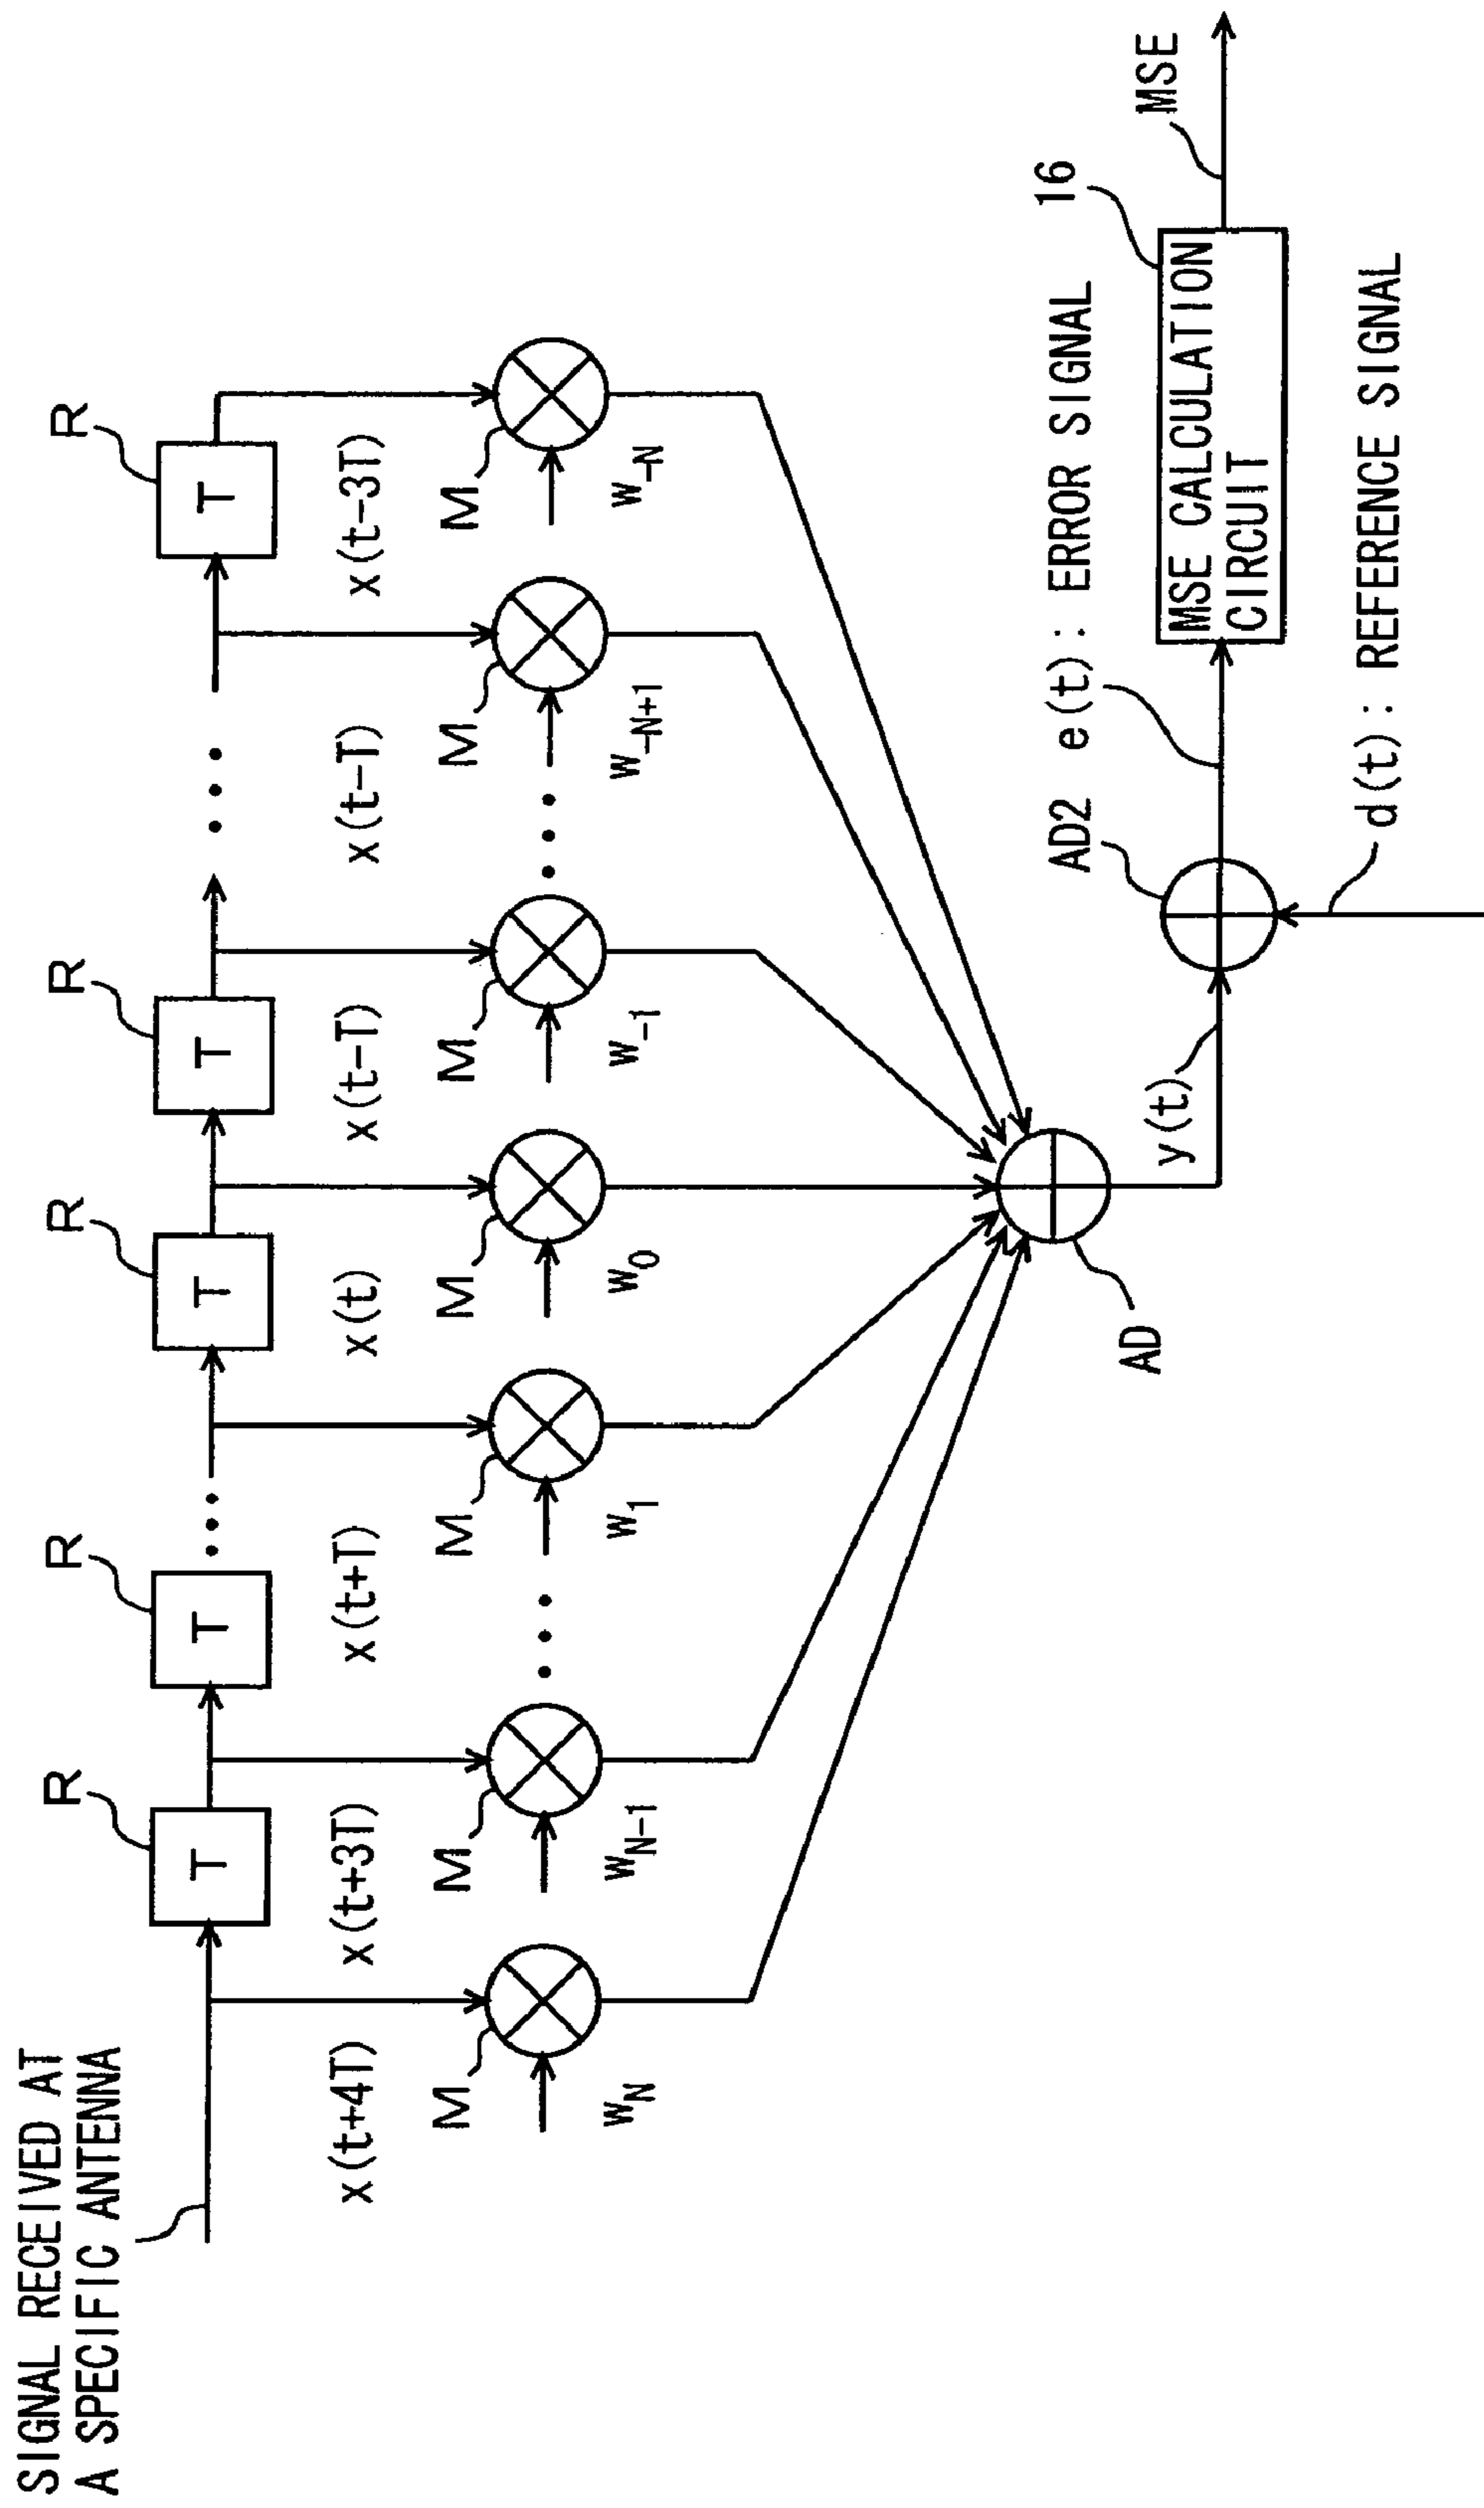 SIGNAL RECEIVED AT
A SPECIFIC ANTENNA
R
R
R
R
R
T
T
T
T
T
x(t+4T)
x(t+3T)
x(t+T)
x(t)
x(t-T)
x(t-T)
x(t-3T)
M
M
M
M
M
M
M
W_N
W_N-1
W_1
W_0
W_-1
W_-N+1
W_-N
AD
y(t)
AD2
e(t): ERROR SIGNAL
16
MSE
MSE CALCULATION
CIRCUIT
d(t): REFERENCE SIGNAL